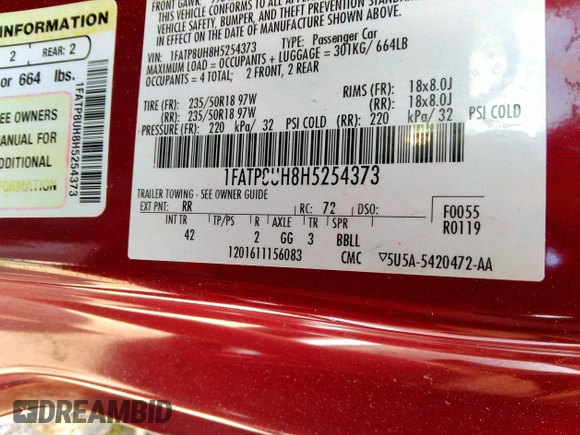 INFORMATION
2 REAR: 2
or 664 lbs.
EE OWNERS
MANUAL FOR
ADDITIONAL
FORMATION
1FATP8UH8H5254373
FRONT GAWR:
THIS VEHICLE CONFORMS TO ALL
VEHICLE SAFETY, BUMPER, AND THEFT PREVENTION STANDARDS
IN EFFECT ON THE DATE OF MANUFACTURE SHOWN ABOVE.
VIN: 1FATP8UH8H5254373 TYPE: Passenger Car
MAXIMUM LOAD = OCCUPANTS + LUGGAGE = 301KG/ 664LB
OCCUPANTS = 4 TOTAL; 2 FRONT, 2 REAR
TIRE (FR): 235/50R18 97W RIMS (FR): 18x8.0J
(RR): 235/50R18 97W (RR): 18x8.0J
PRESSURE (FR): 220 kPa/ 32 PSI COLD (RR): 220 kPa/ 32 PSI COLD
1FATP8UH8H5254373
TRAILER TOWING - SEE OWNER GUIDE
EXT PNT: RR RC: 72 DSO:
INT TR TP/PS R AXLE TR SPR
42 2 GG 3 BBLL
F0055
R0119
1201611156083 CMC ▽5U5A-5420472-AA
DREAMBID